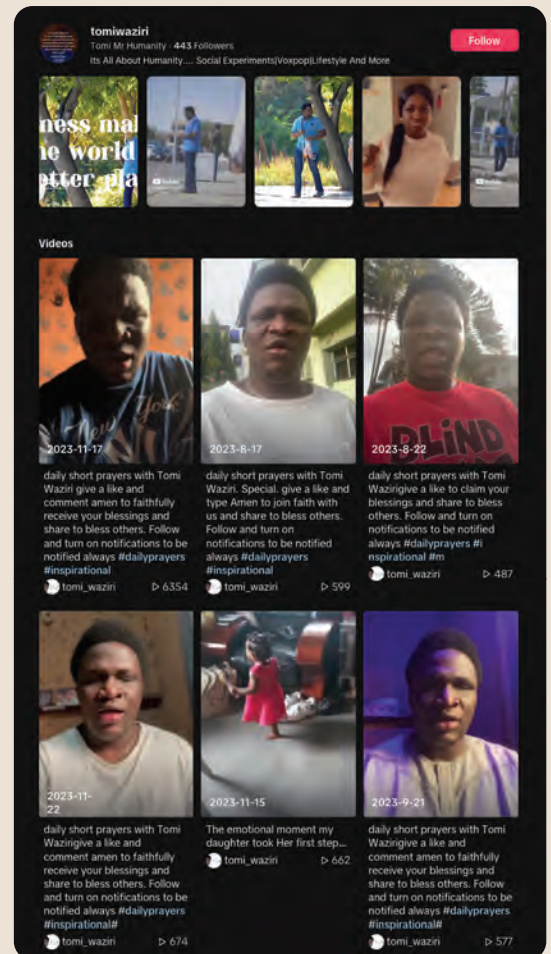 tomiwaziri
Tomi Mr Humanity · 443 Followers
Follow
Its All About Humanity.... Social Experiments|Voxpop|Lifestyle And More
ness mal
he world
etter pla
YouTube
Videos
New York
2023-11-17
daily short prayers with Tomi
Waziri give a like and
comment amen to faithfully
receive your blessings and
share to bless others. Follow
and turn on notifications to be
notified always #dailyprayers
#inspirational
tomi_waziri ▷ 6354
2023-8-17
daily short prayers with Tomi
Waziri. Special. give a like and
type Amen to join faith with
us and share to bless others.
Follow and turn on
notifications to be notified
always #dailyprayers
#inspirational
tomi_waziri ▷ 599
BLIND
2023-8-22
daily short prayers with Tomi
Wazirigive a like to claim your
blessings and share to bless
others. Follow and turn on
notifications to be notified
always #dailyprayers #i
nspirational #m
tomi_waziri ▷ 487
2023-11-
22
daily short prayers with Tomi
Wazirigive a like and
comment amen to faithfully
receive your blessings and
share to bless others. Follow
and turn on notifications to be
notified always #dailyprayers
#inspirational#
tomi_waziri ▷ 674
2023-11-15
The emotional moment my
daughter took Her first step...
tomi_waziri ▷ 662
2023-9-21
daily short prayers with Tomi
Wazirigive a like and
comment amen to faithfully
receive your blessings and
share to bless others. Follow
and turn on notifications to be
notified always #dailyprayers
#inspirational#
tomi_waziri ▷ 577